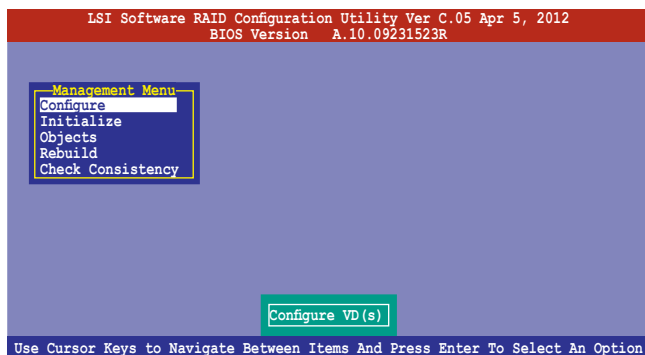 LSI Software RAID Configuration Utility Ver C.05 Apr 5, 2012
BIOS Version A.10.09231523R
Management Menu
Configure
Initialize
Objects
Rebuild
Check Consistency
Configure VD(s)
Use Cursor Keys to Navigate Between Items And Press Enter To Select An Option